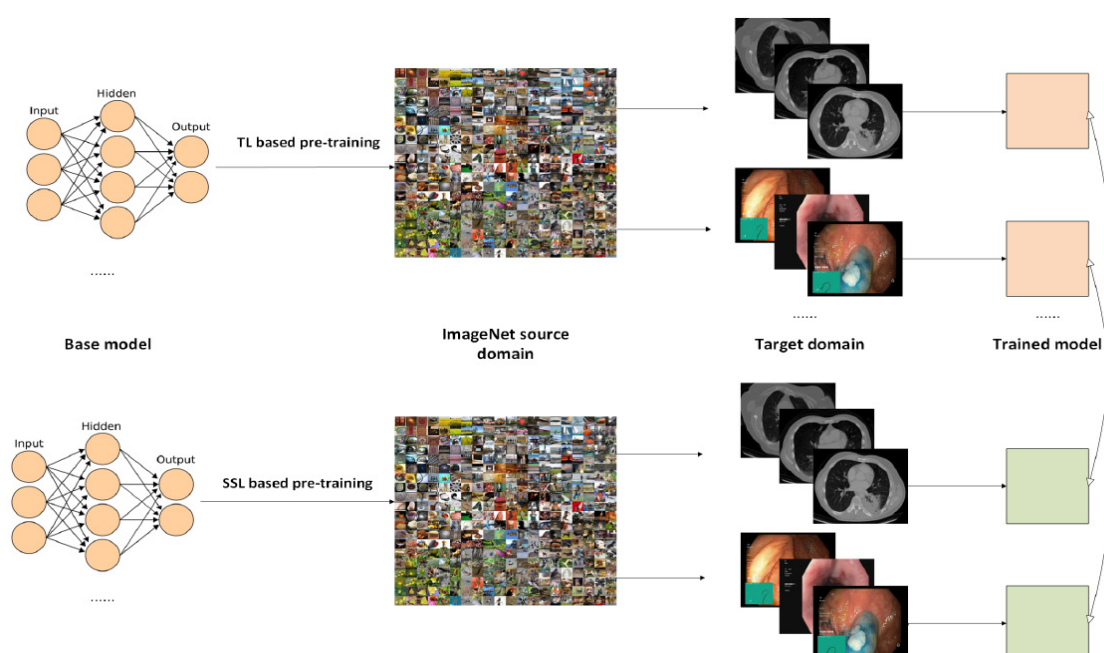 Hidden
Input
Output
TL based pre-training
......
......
......
Base model
ImageNet source
domain
Target domain
Trained model
Hidden
Input
Output
SSL based pre-training
......